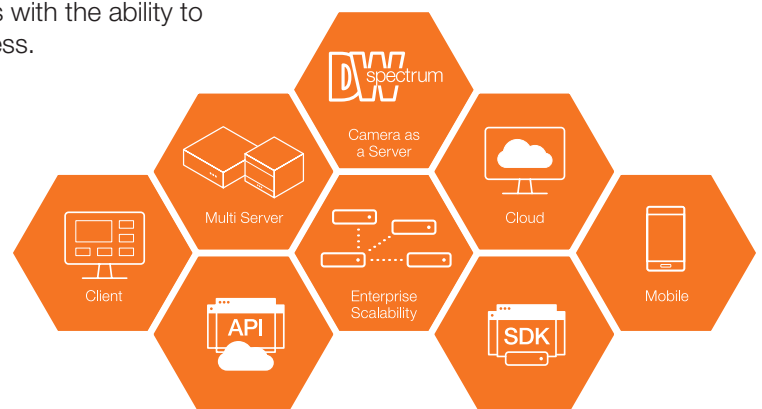 s with the ability to
ess.
DW spectrum
Camera as
a Server
Multi Server
Cloud
Client
Enterprise
Scalability
Mobile
API
SDK